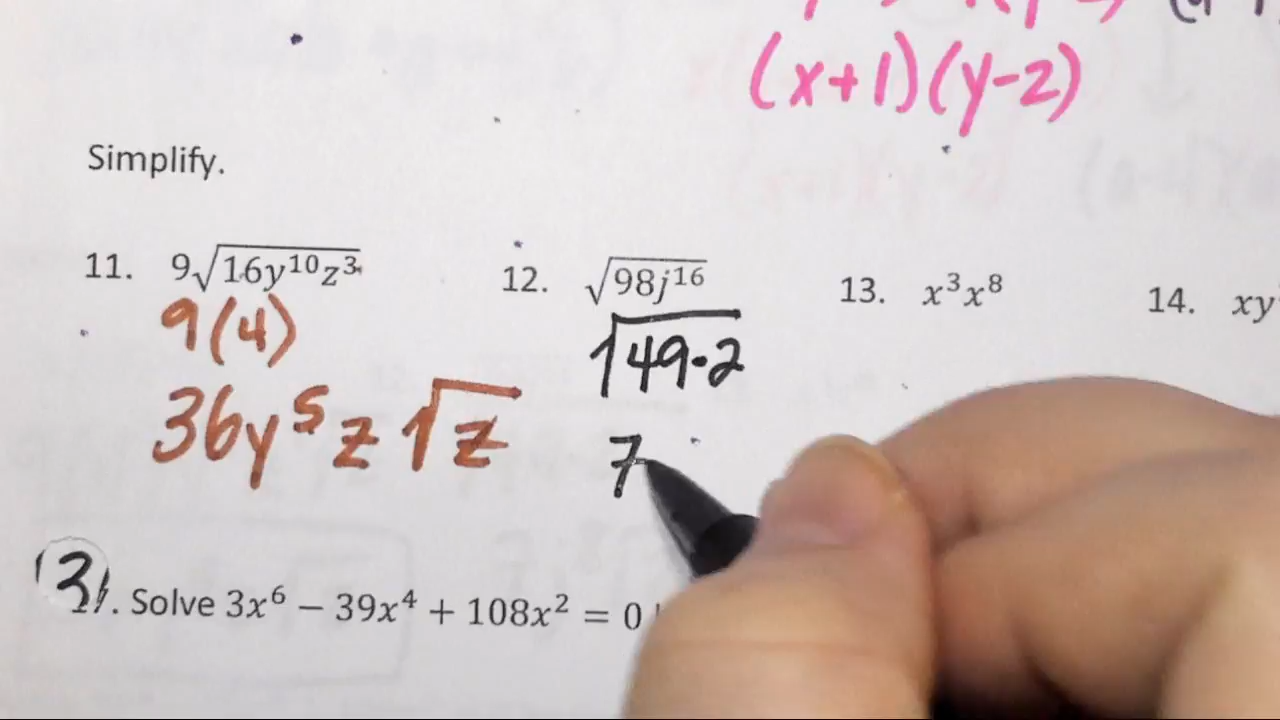 (x+1)(y-2)
Simplify.
11. 9√16y¹⁰z³
12. √98j¹⁶
13. x³x⁸
14. xy
9(4)
√49·2
36y⁵z√z
7
31. Solve 3x⁶ − 39x⁴ + 108x² = 0